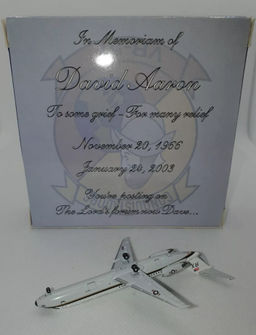 In Memoriam of
David Aaron
To some grief - For many relief
November 20, 1966
January 24, 2003
You're posting on
The Lord's forum now Dave...